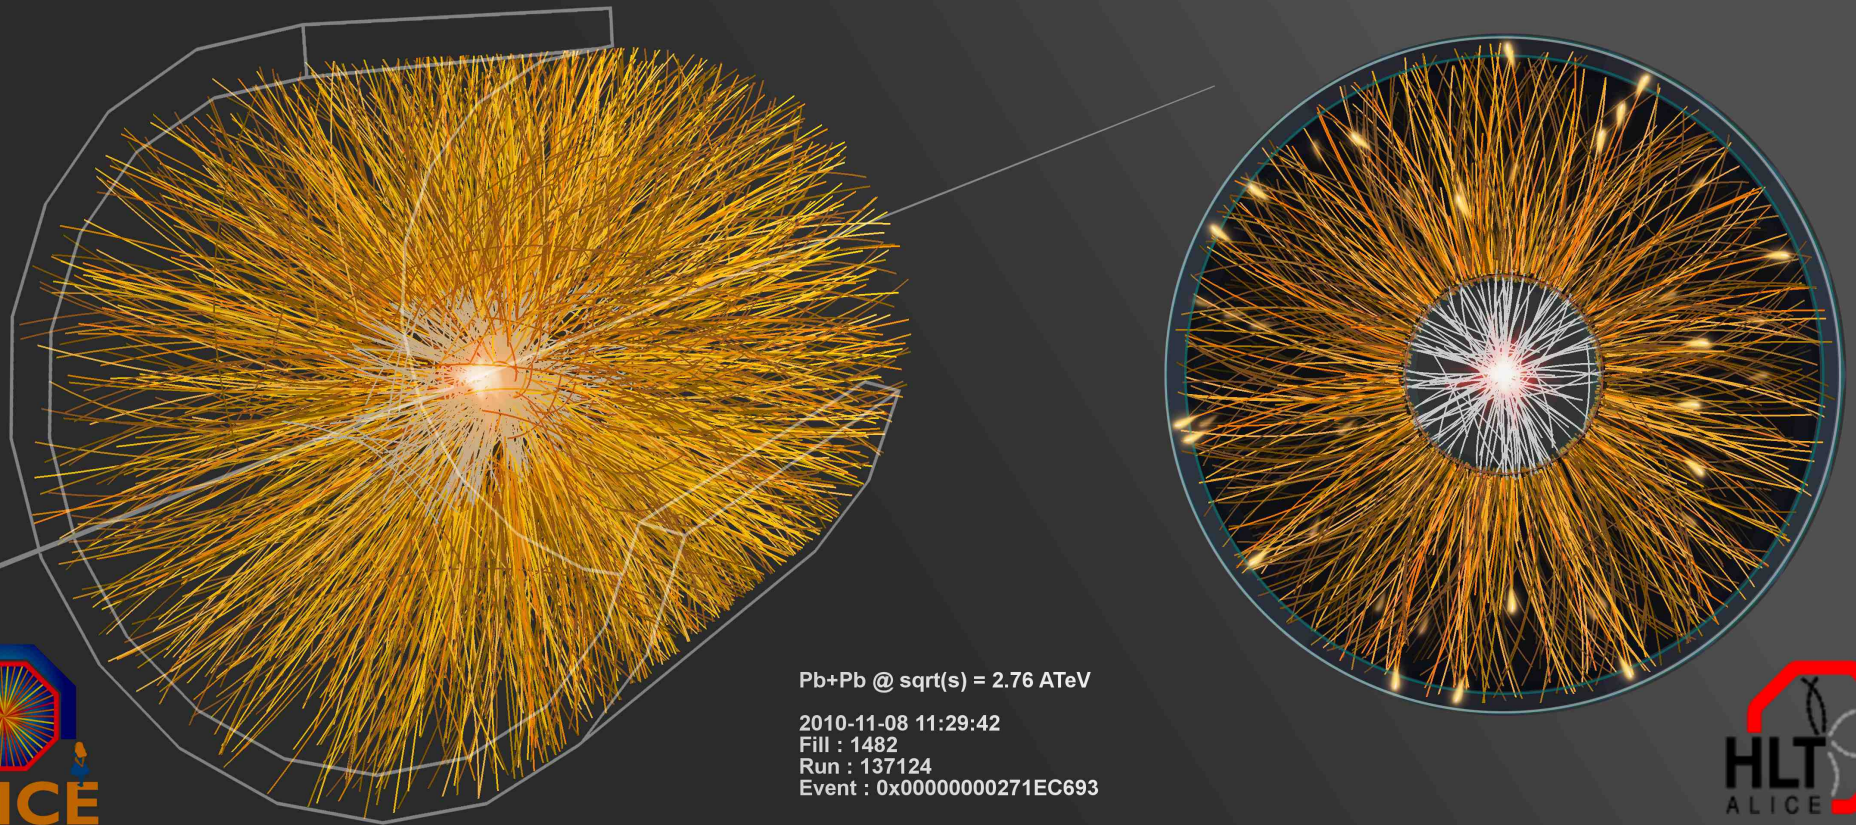 Pb+Pb @ sqrt(s) = 2.76 ATeV
2010-11-08 11:29:42
Fill : 1482
Run : 137124
Event : 0x00000000271EC693
ICE
HLT
ALICE